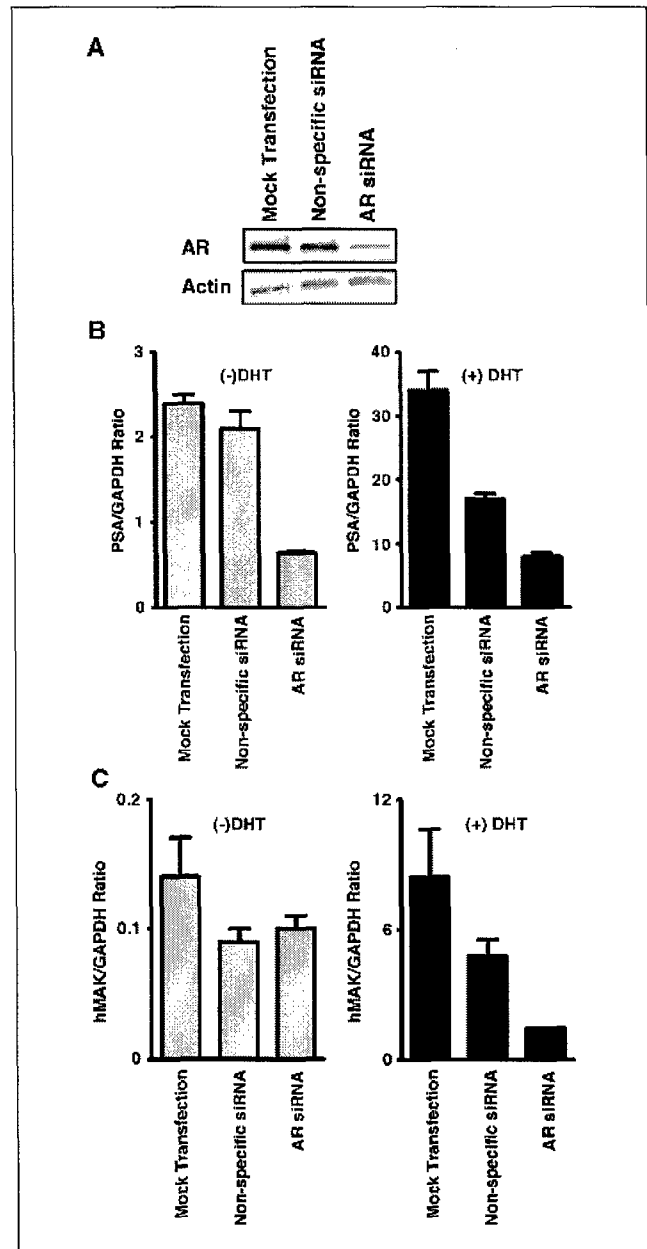 A
Mock Transfection
Non-specific siRNA
AR siRNA
AR
Actin
B
3
2
1
0
PSA/GAPDH Ratio
(-)DHT
Mock Transfection
Non-specific siRNA
AR siRNA
40
30
20
10
0
PSA/GAPDH Ratio
(+) DHT
Mock Transfection
Non-specific siRNA
AR siRNA
C
0.2
0.1
0
hMAK/GAPDH Ratio
(-)DHT
Mock Transfection
Non-specific siRNA
AR siRNA
12
6
0
hMAK/GAPDH Ratio
(+) DHT
Mock Transfection
Non-specific siRNA
AR siRNA